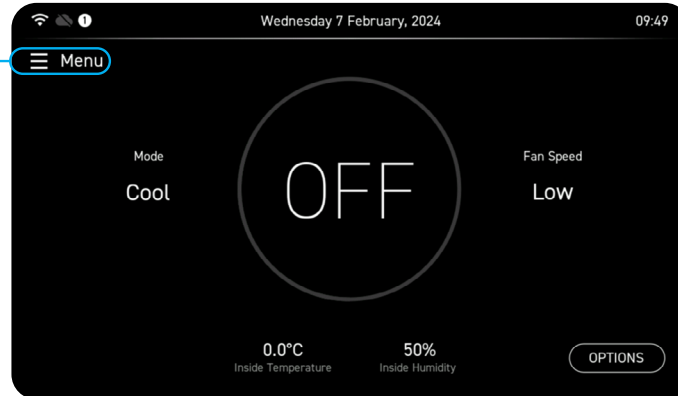 1 Wednesday 7 February, 2024 09:49
Menu
Mode
Cool
OFF
Fan Speed
Low
0.0°C
Inside Temperature
50%
Inside Humidity
OPTIONS